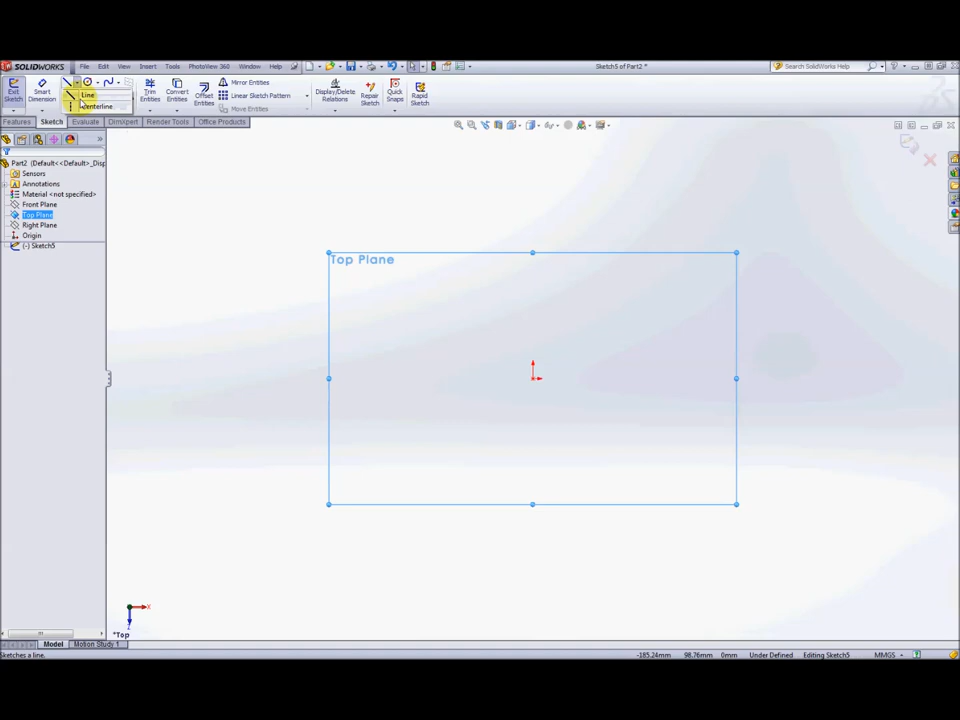 SOLIDWORKS File Edit View Insert Tools PhotoView 360 Window Help Sketch5 of Part2 * Search SolidWorks Help
Exit Sketch Smart Dimension Trim Entities Convert Entities Offset Entities Mirror Entities Linear Sketch Pattern Move Entities Display/Delete Relations Repair Sketch Quick Snaps Rapid Sketch
Line
Centerline
Features Sketch Evaluate DimXpert Render Tools Office Products
Part2 (Default<<Default>_Disp
Sensors
Annotations
Material <not specified>
Front Plane
Top Plane
Right Plane
Origin
(-) Sketch5
Top Plane
X
Z
*Top
Model Motion Study 1
Sketches a line. -185.24mm 98.76mm 0mm Under Defined Editing Sketch5 MMGS